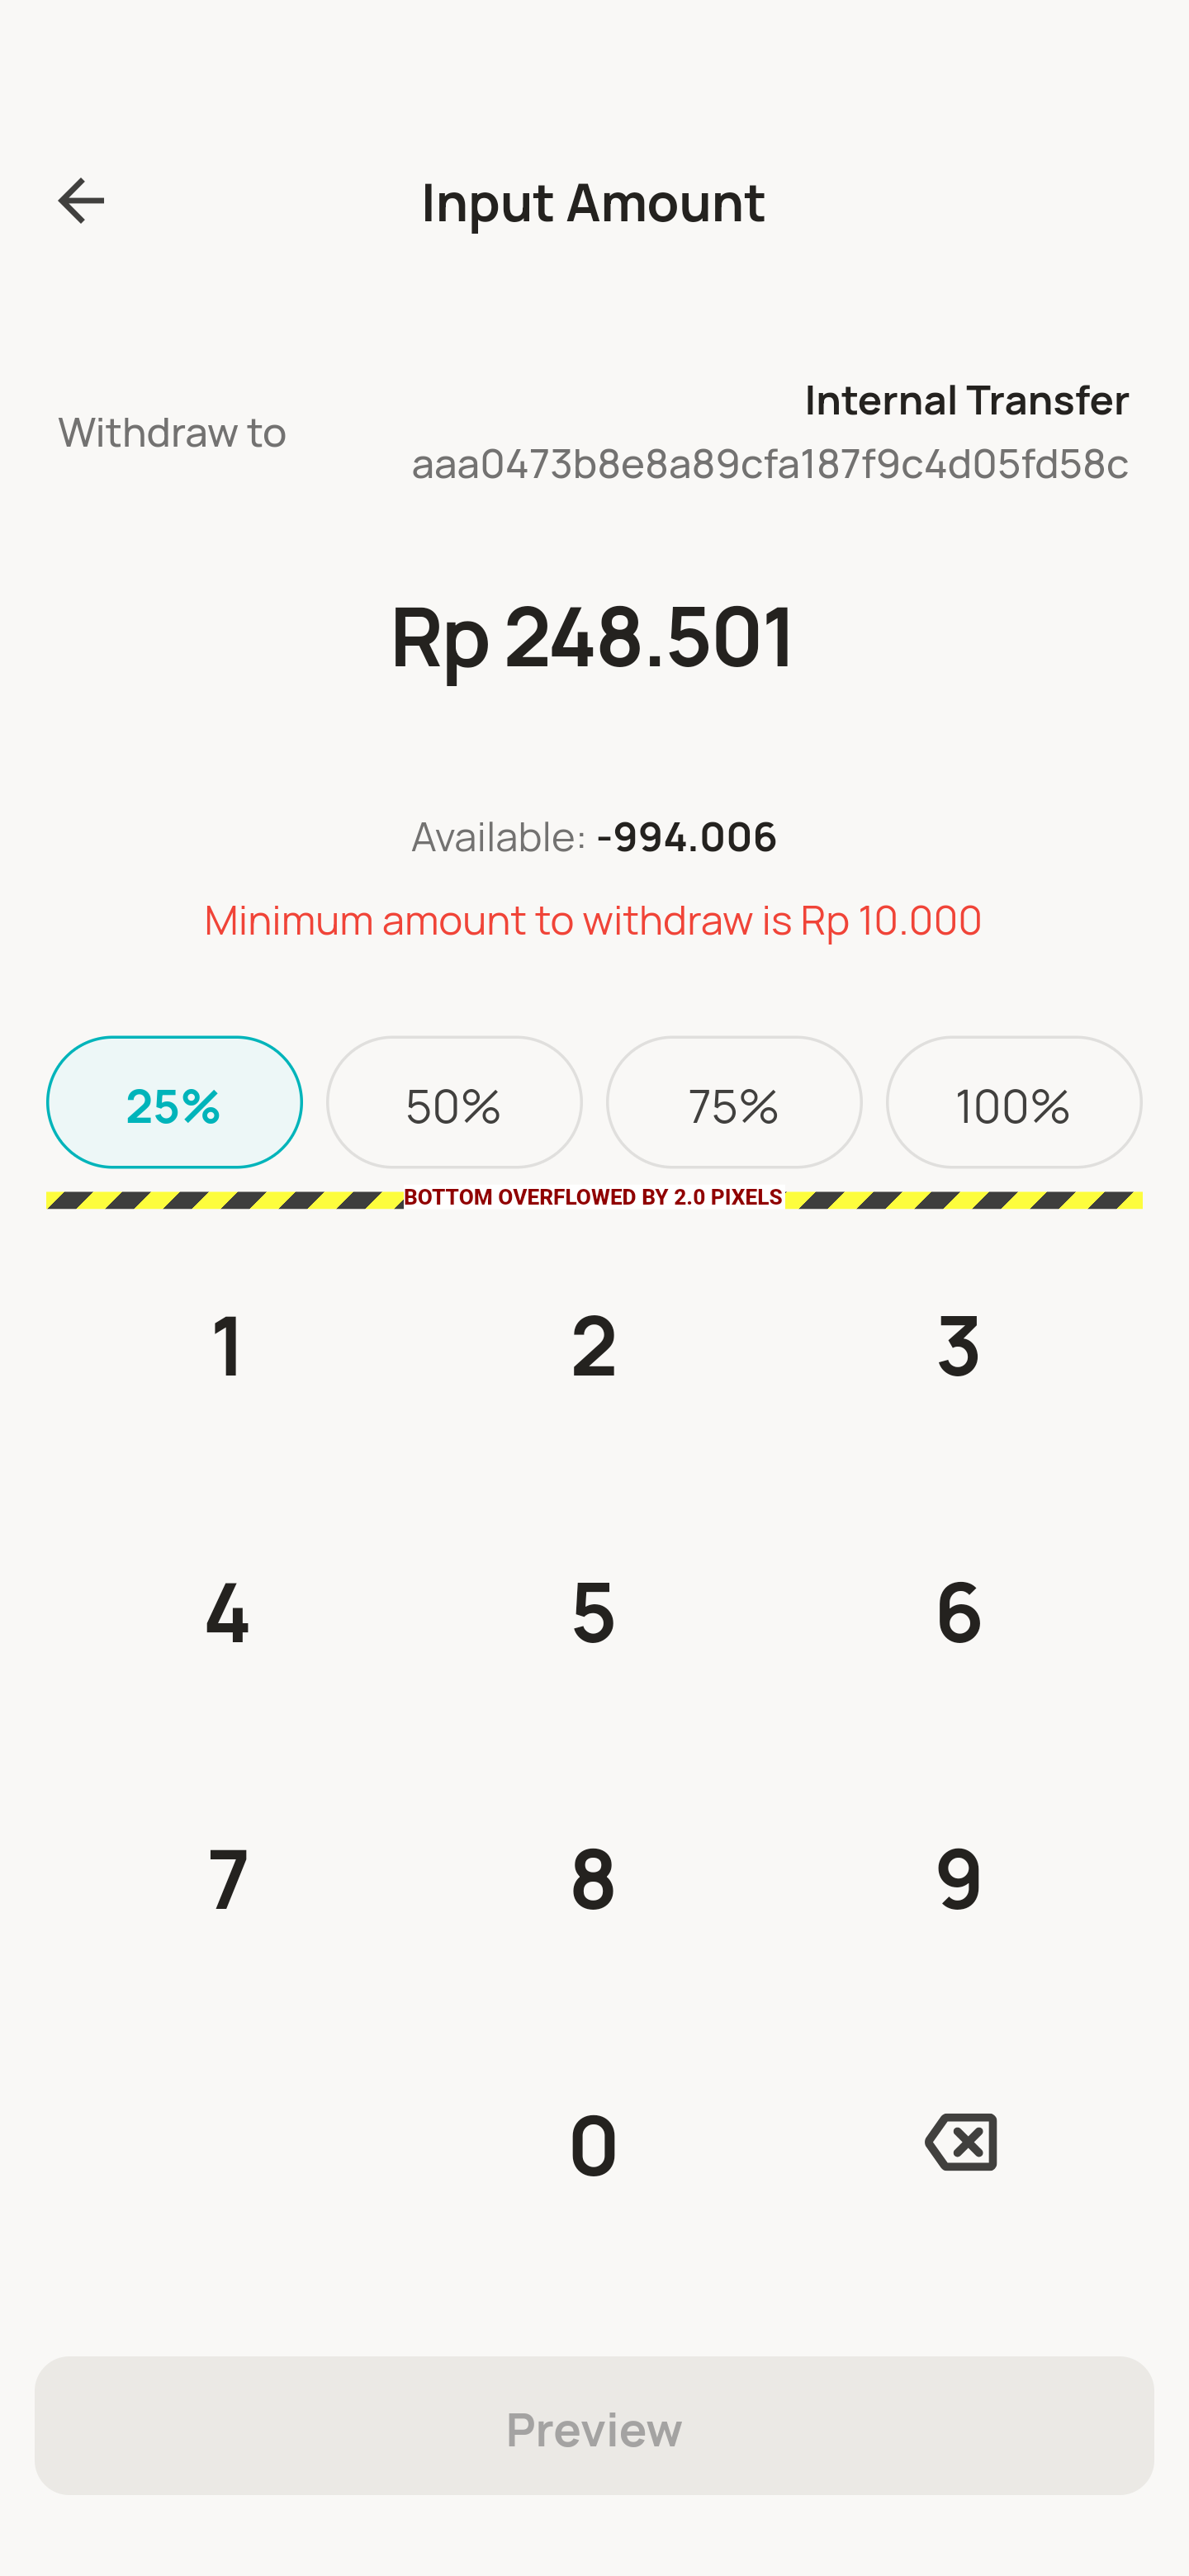 Input Amount
Withdraw to
Internal Transfer
aaa0473b8e8a89cfa187f9c4d05fd58c
Rp 248.501
Available: -994.006
Minimum amount to withdraw is Rp 10.000
25% 50% 75% 100%
BOTTOM OVERFLOWED BY 2.0 PIXELS
1 2 3
4 5 6
7 8 9
0
Preview